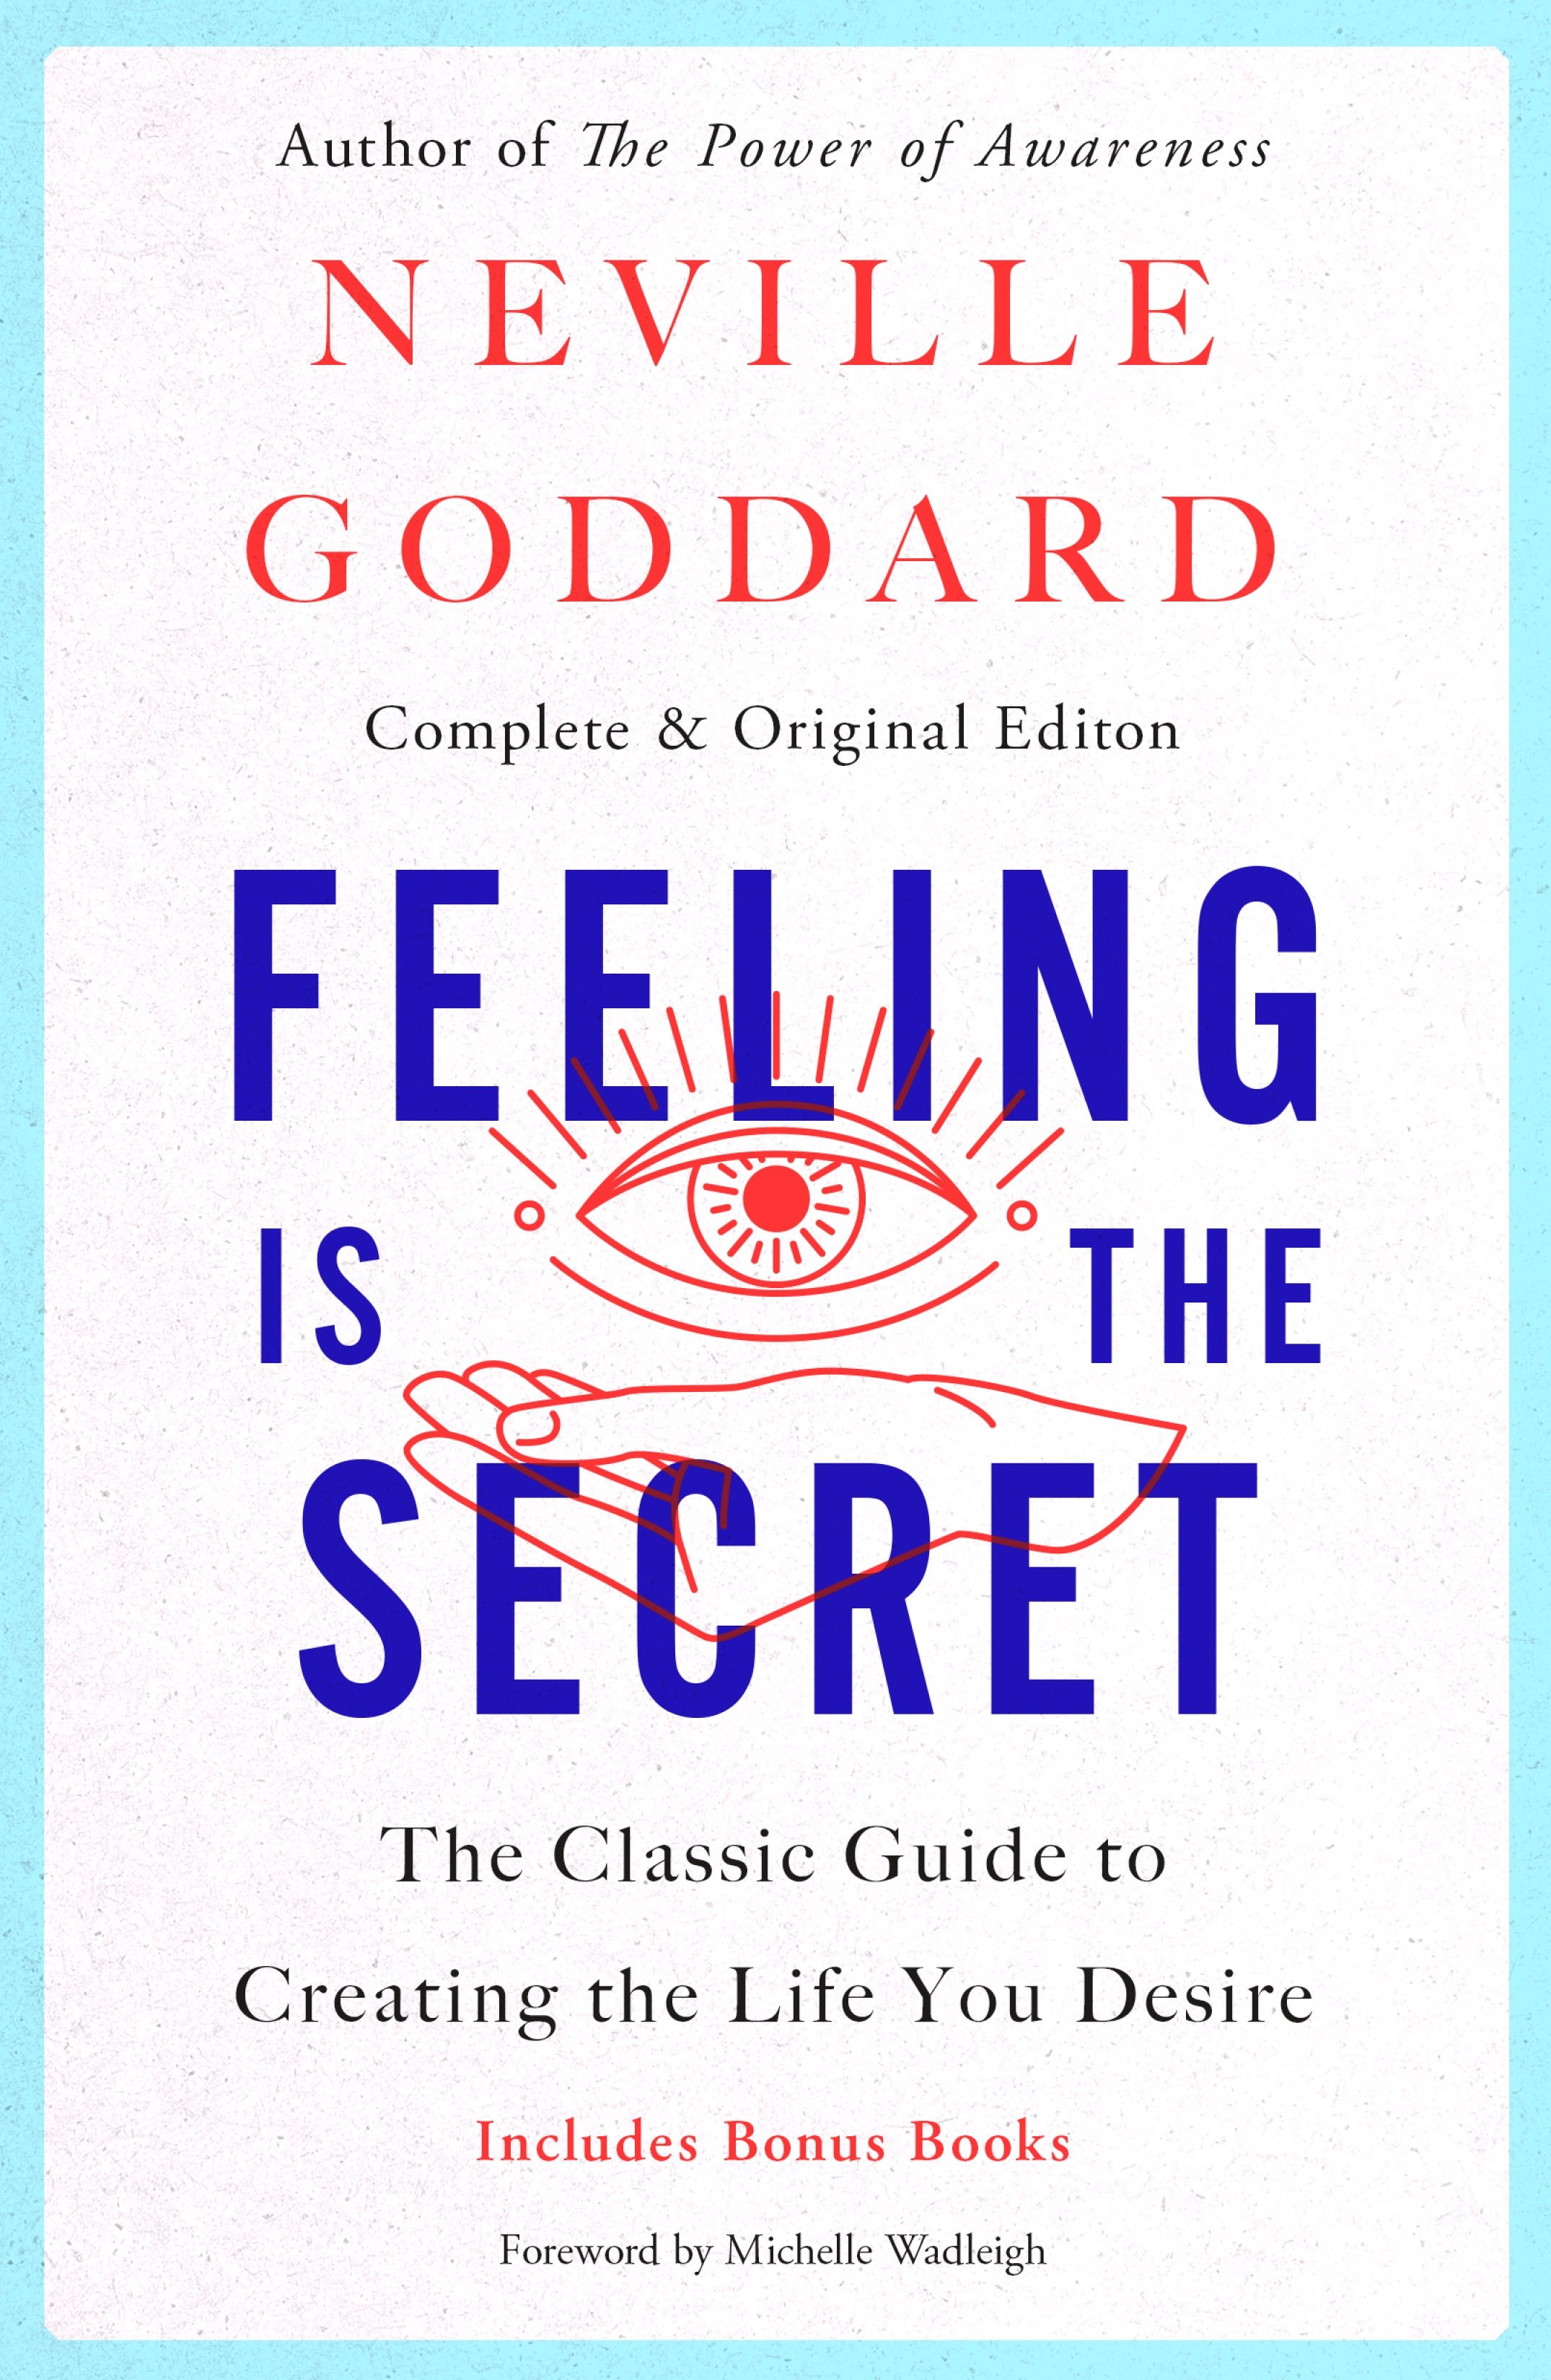 Author of The Power of Awareness
NEVILLE
GODDARD
Complete & Original Editon
FEELING
IS THE
SECRET
The Classic Guide to
Creating the Life You Desire
Includes Bonus Books
Foreword by Michelle Wadleigh